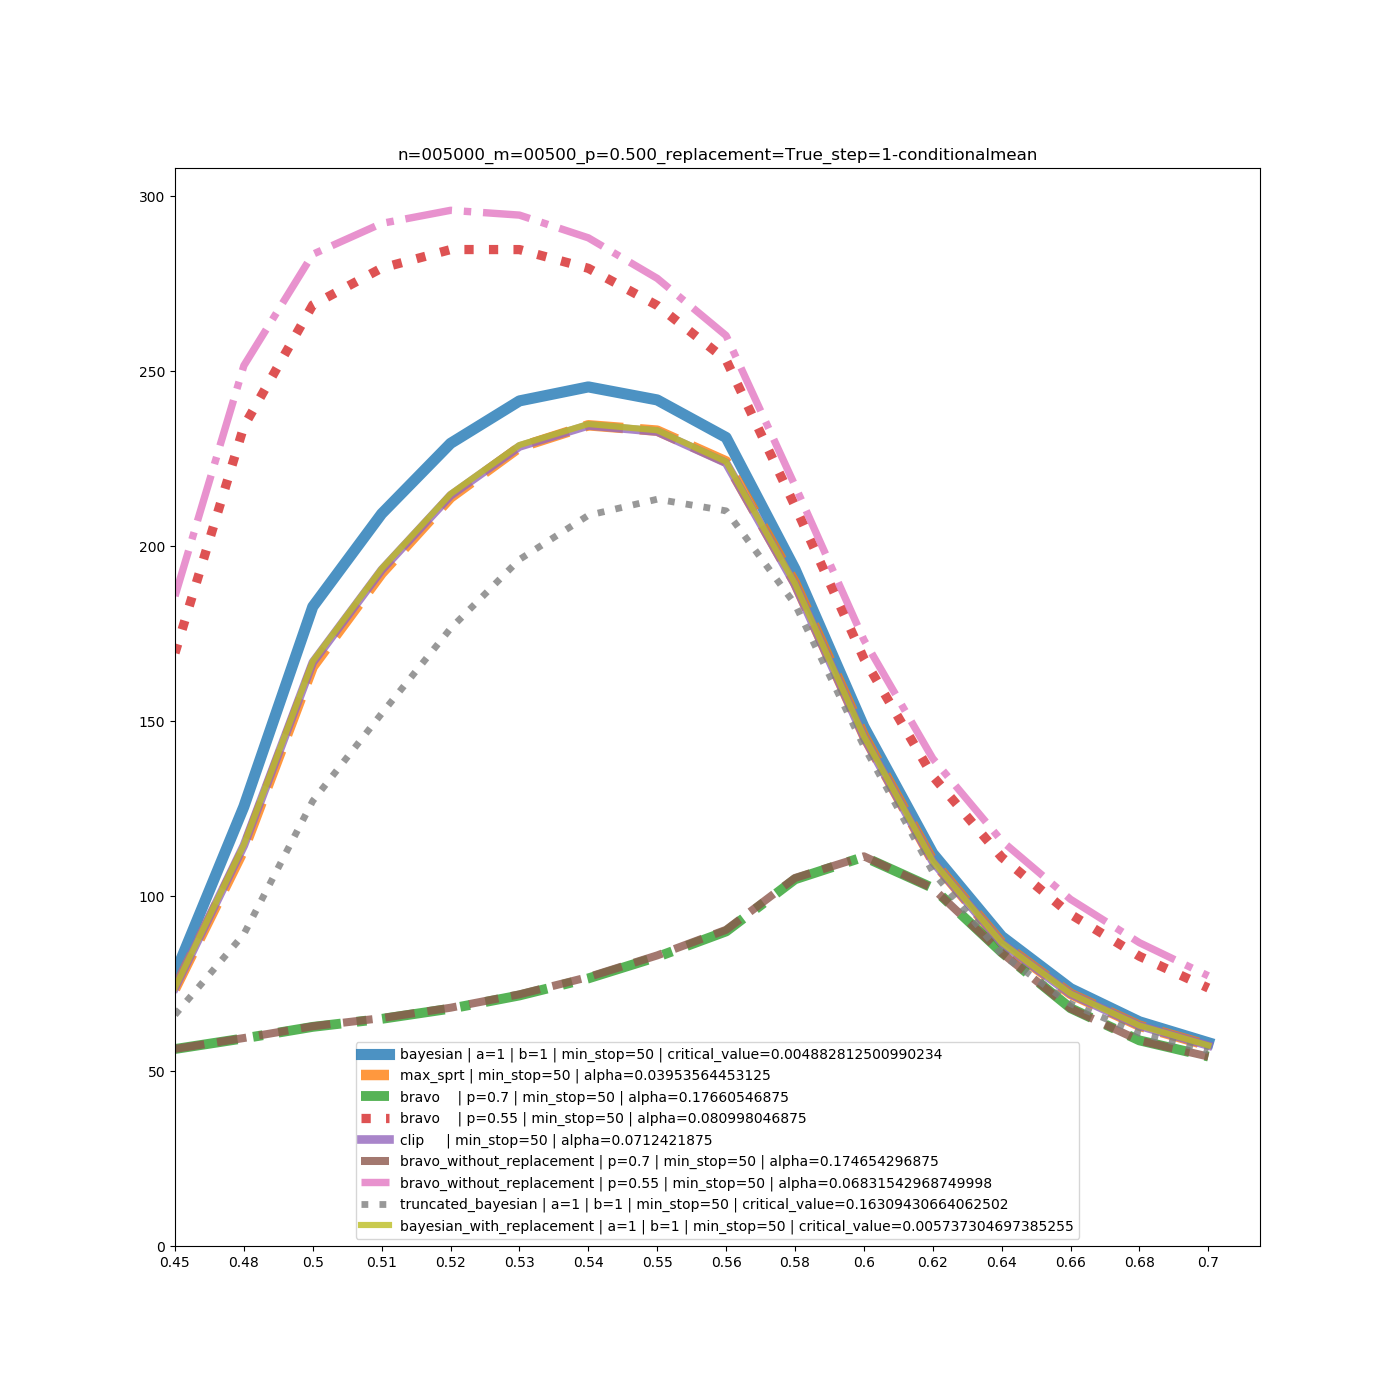 n=005000_m=00500_p=0.500_replacement=True_step=1-conditionalmean
300
250
200
150
100
50
0
bayesian | a=1 | b=1 | min_stop=50 | critical_value=0.004882812500990234
max_sprt | min_stop=50 | alpha=0.03953564453125
bravo    | p=0.7 | min_stop=50 | alpha=0.17660546875
bravo    | p=0.55 | min_stop=50 | alpha=0.080998046875
clip     | min_stop=50 | alpha=0.0712421875
bravo_without_replacement | p=0.7 | min_stop=50 | alpha=0.174654296875
bravo_without_replacement | p=0.55 | min_stop=50 | alpha=0.06831542968749998
truncated_bayesian | a=1 | b=1 | min_stop=50 | critical_value=0.16309430664062502
bayesian_with_replacement | a=1 | b=1 | min_stop=50 | critical_value=0.005737304697385255
0.45 0.48 0.5 0.51 0.52 0.53 0.54 0.55 0.56 0.58 0.6 0.62 0.64 0.66 0.68 0.7